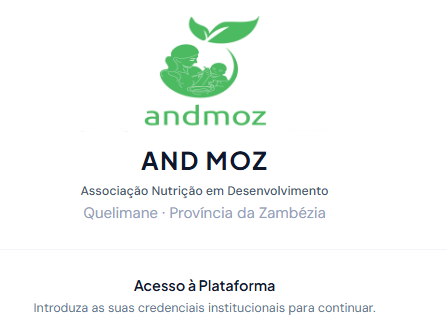 andmoz
AND MOZ
Associação Nutrição em Desenvolvimento
Quelimane · Província da Zambézia
Acesso à Plataforma
Introduza as suas credenciais institucionais para continuar.